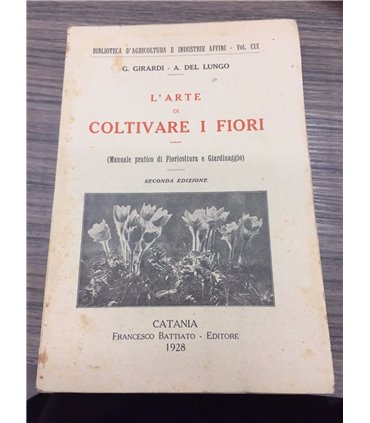 BIBLIOTECA D'AGRICOLTURA E INDUSTRIE AFFINI - Vol. CIX
G. GIRARDI - A. DEL LUNGO
L'ARTE
DI
COLTIVARE I FIORI
(Manuale pratico di Floricoltura e Giardinaggio)
SECONDA EDIZIONE
CATANIA
FRANCESCO BATTIATO - EDITORE
1928